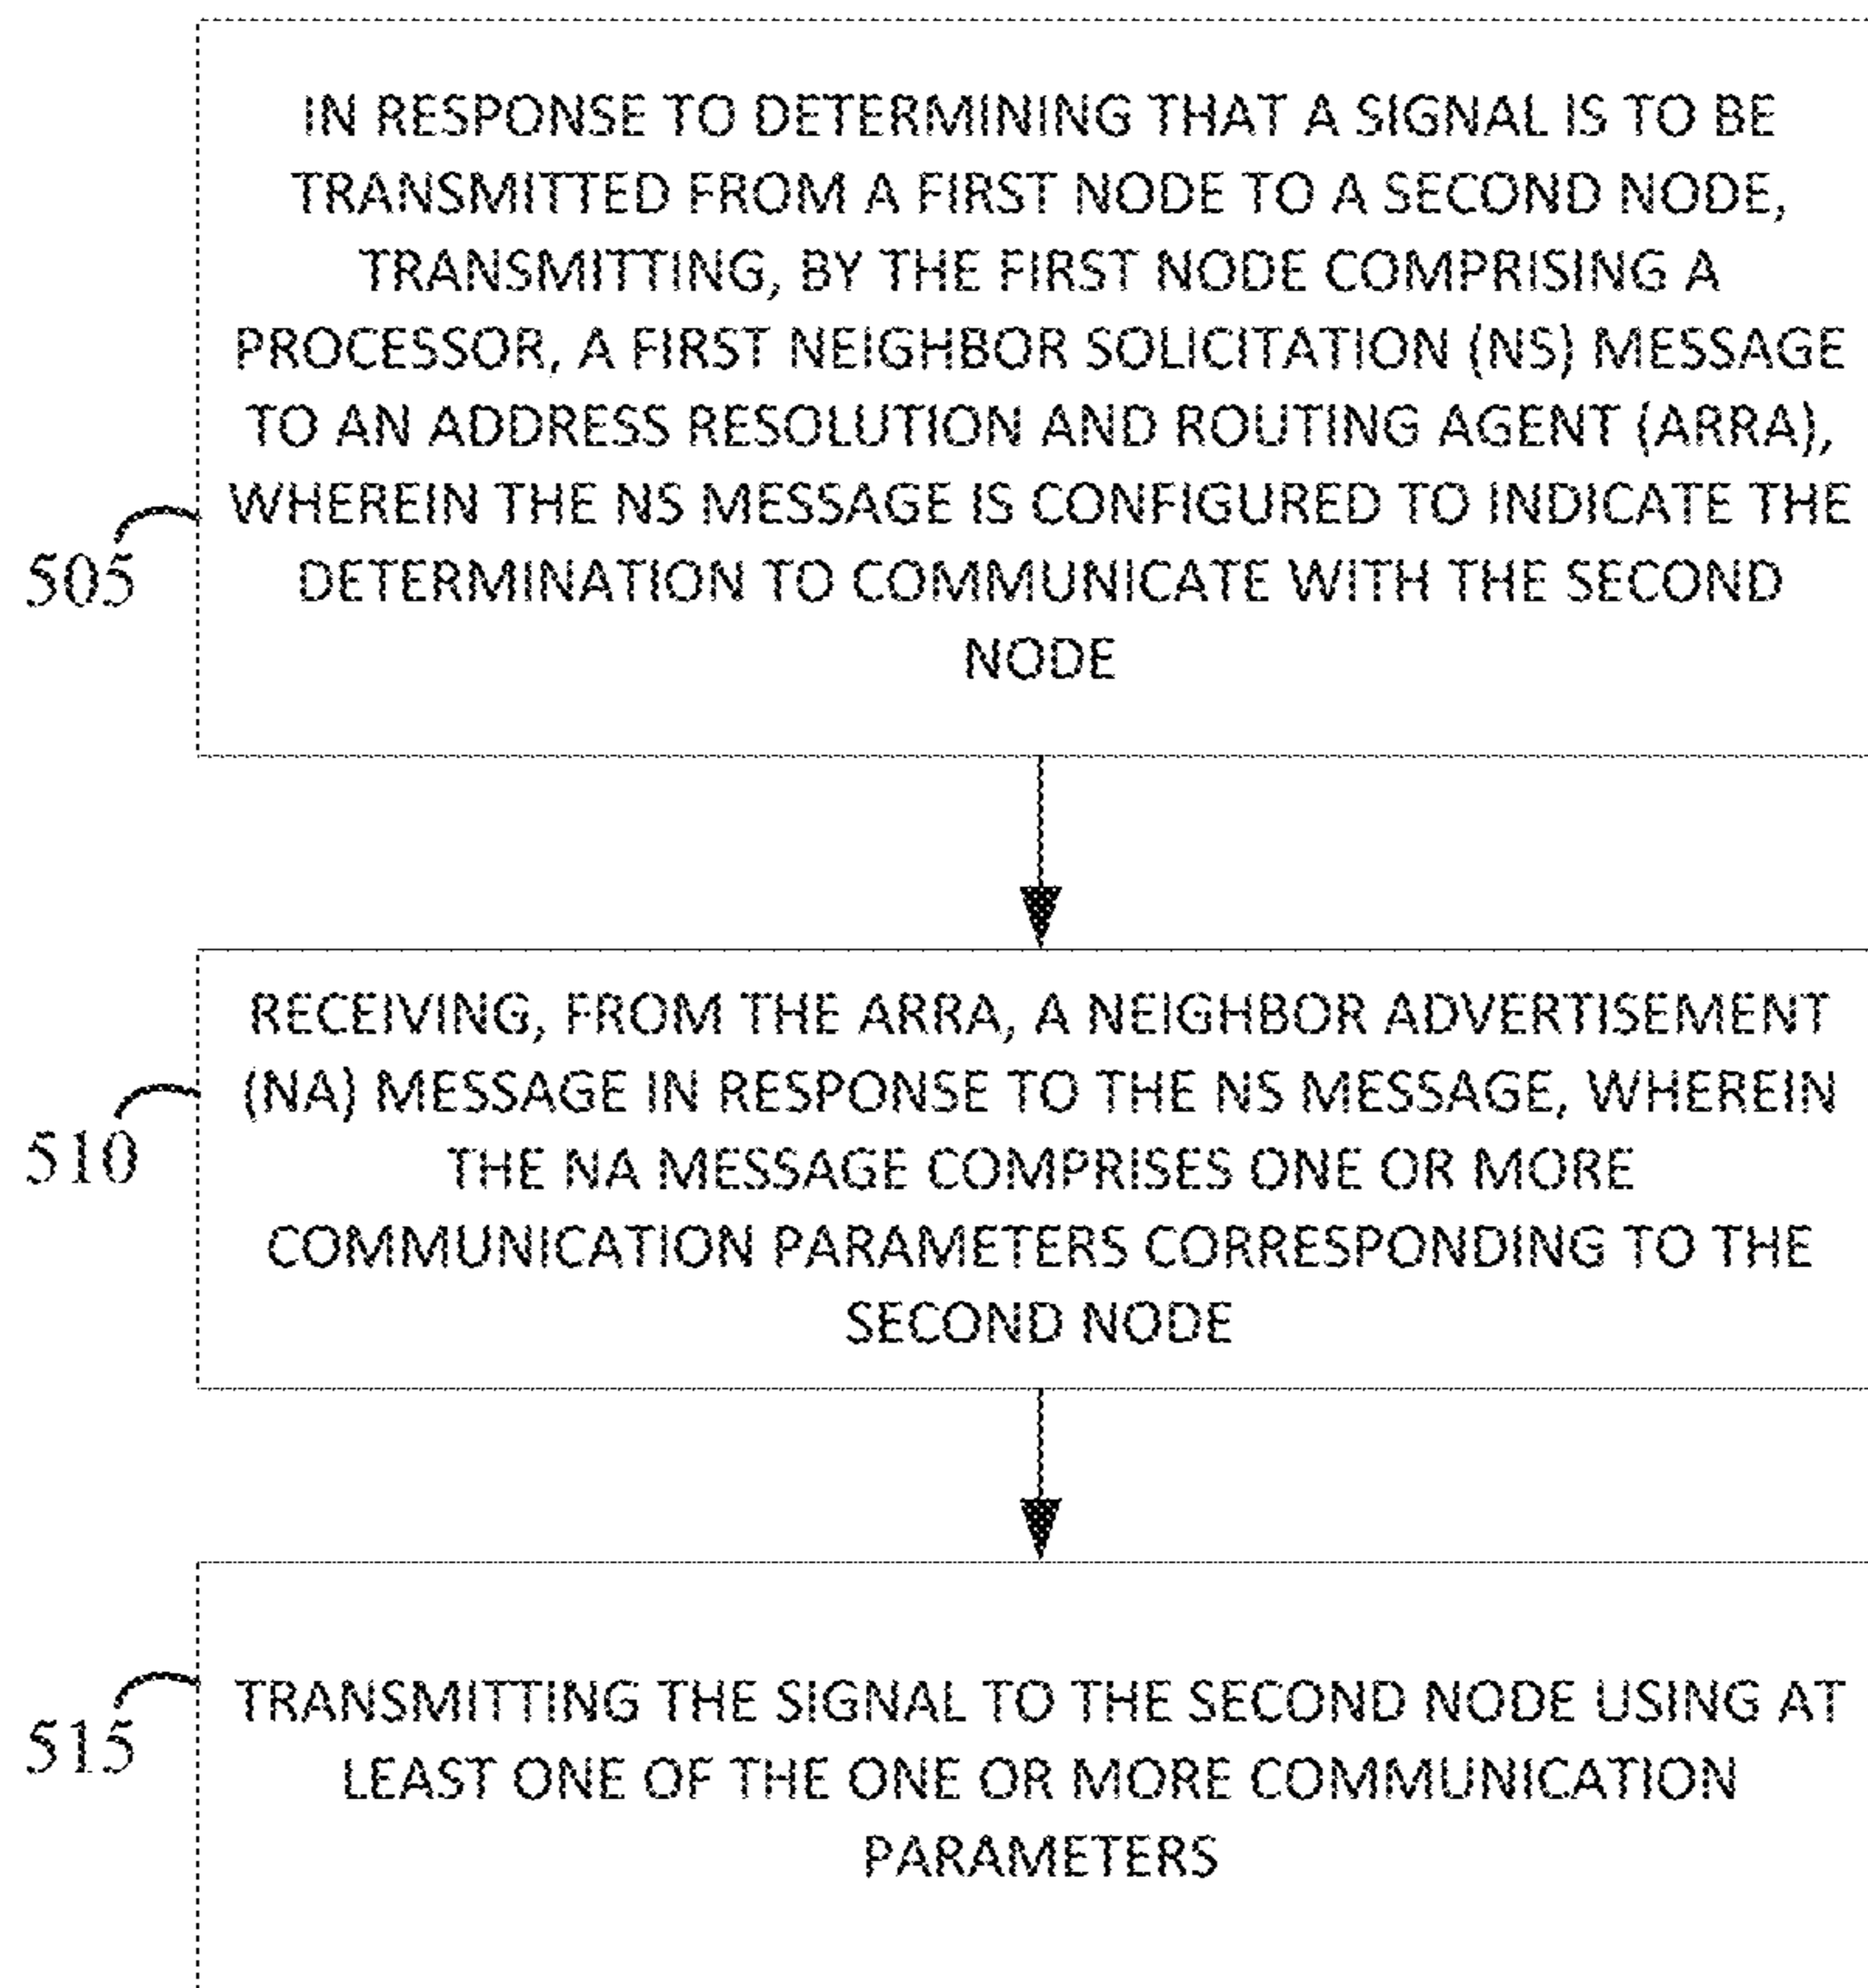 IN RESPONSE TO DETERMINING THAT A SIGNAL IS TO BE
TRANSMITTED FROM A FIRST NODE TO A SECOND NODE,
TRANSMITTING, BY THE FIRST NODE COMPRISING A
PROCESSOR, A FIRST NEIGHBOR SOLICITATION (NS) MESSAGE
TO AN ADDRESS RESOLUTION AND ROUTING AGENT (ARRA),
WHEREIN THE NS MESSAGE IS CONFIGURED TO INDICATE THE
DETERMINATION TO COMMUNICATE WITH THE SECOND
NODE
505
RECEIVING, FROM THE ARRA, A NEIGHBOR ADVERTISEMENT
(NA) MESSAGE IN RESPONSE TO THE NS MESSAGE, WHEREIN
THE NA MESSAGE COMPRISES ONE OR MORE
COMMUNICATION PARAMETERS CORRESPONDING TO THE
SECOND NODE
510
TRANSMITTING THE SIGNAL TO THE SECOND NODE USING AT
LEAST ONE OF THE ONE OR MORE COMMUNICATION
PARAMETERS
515